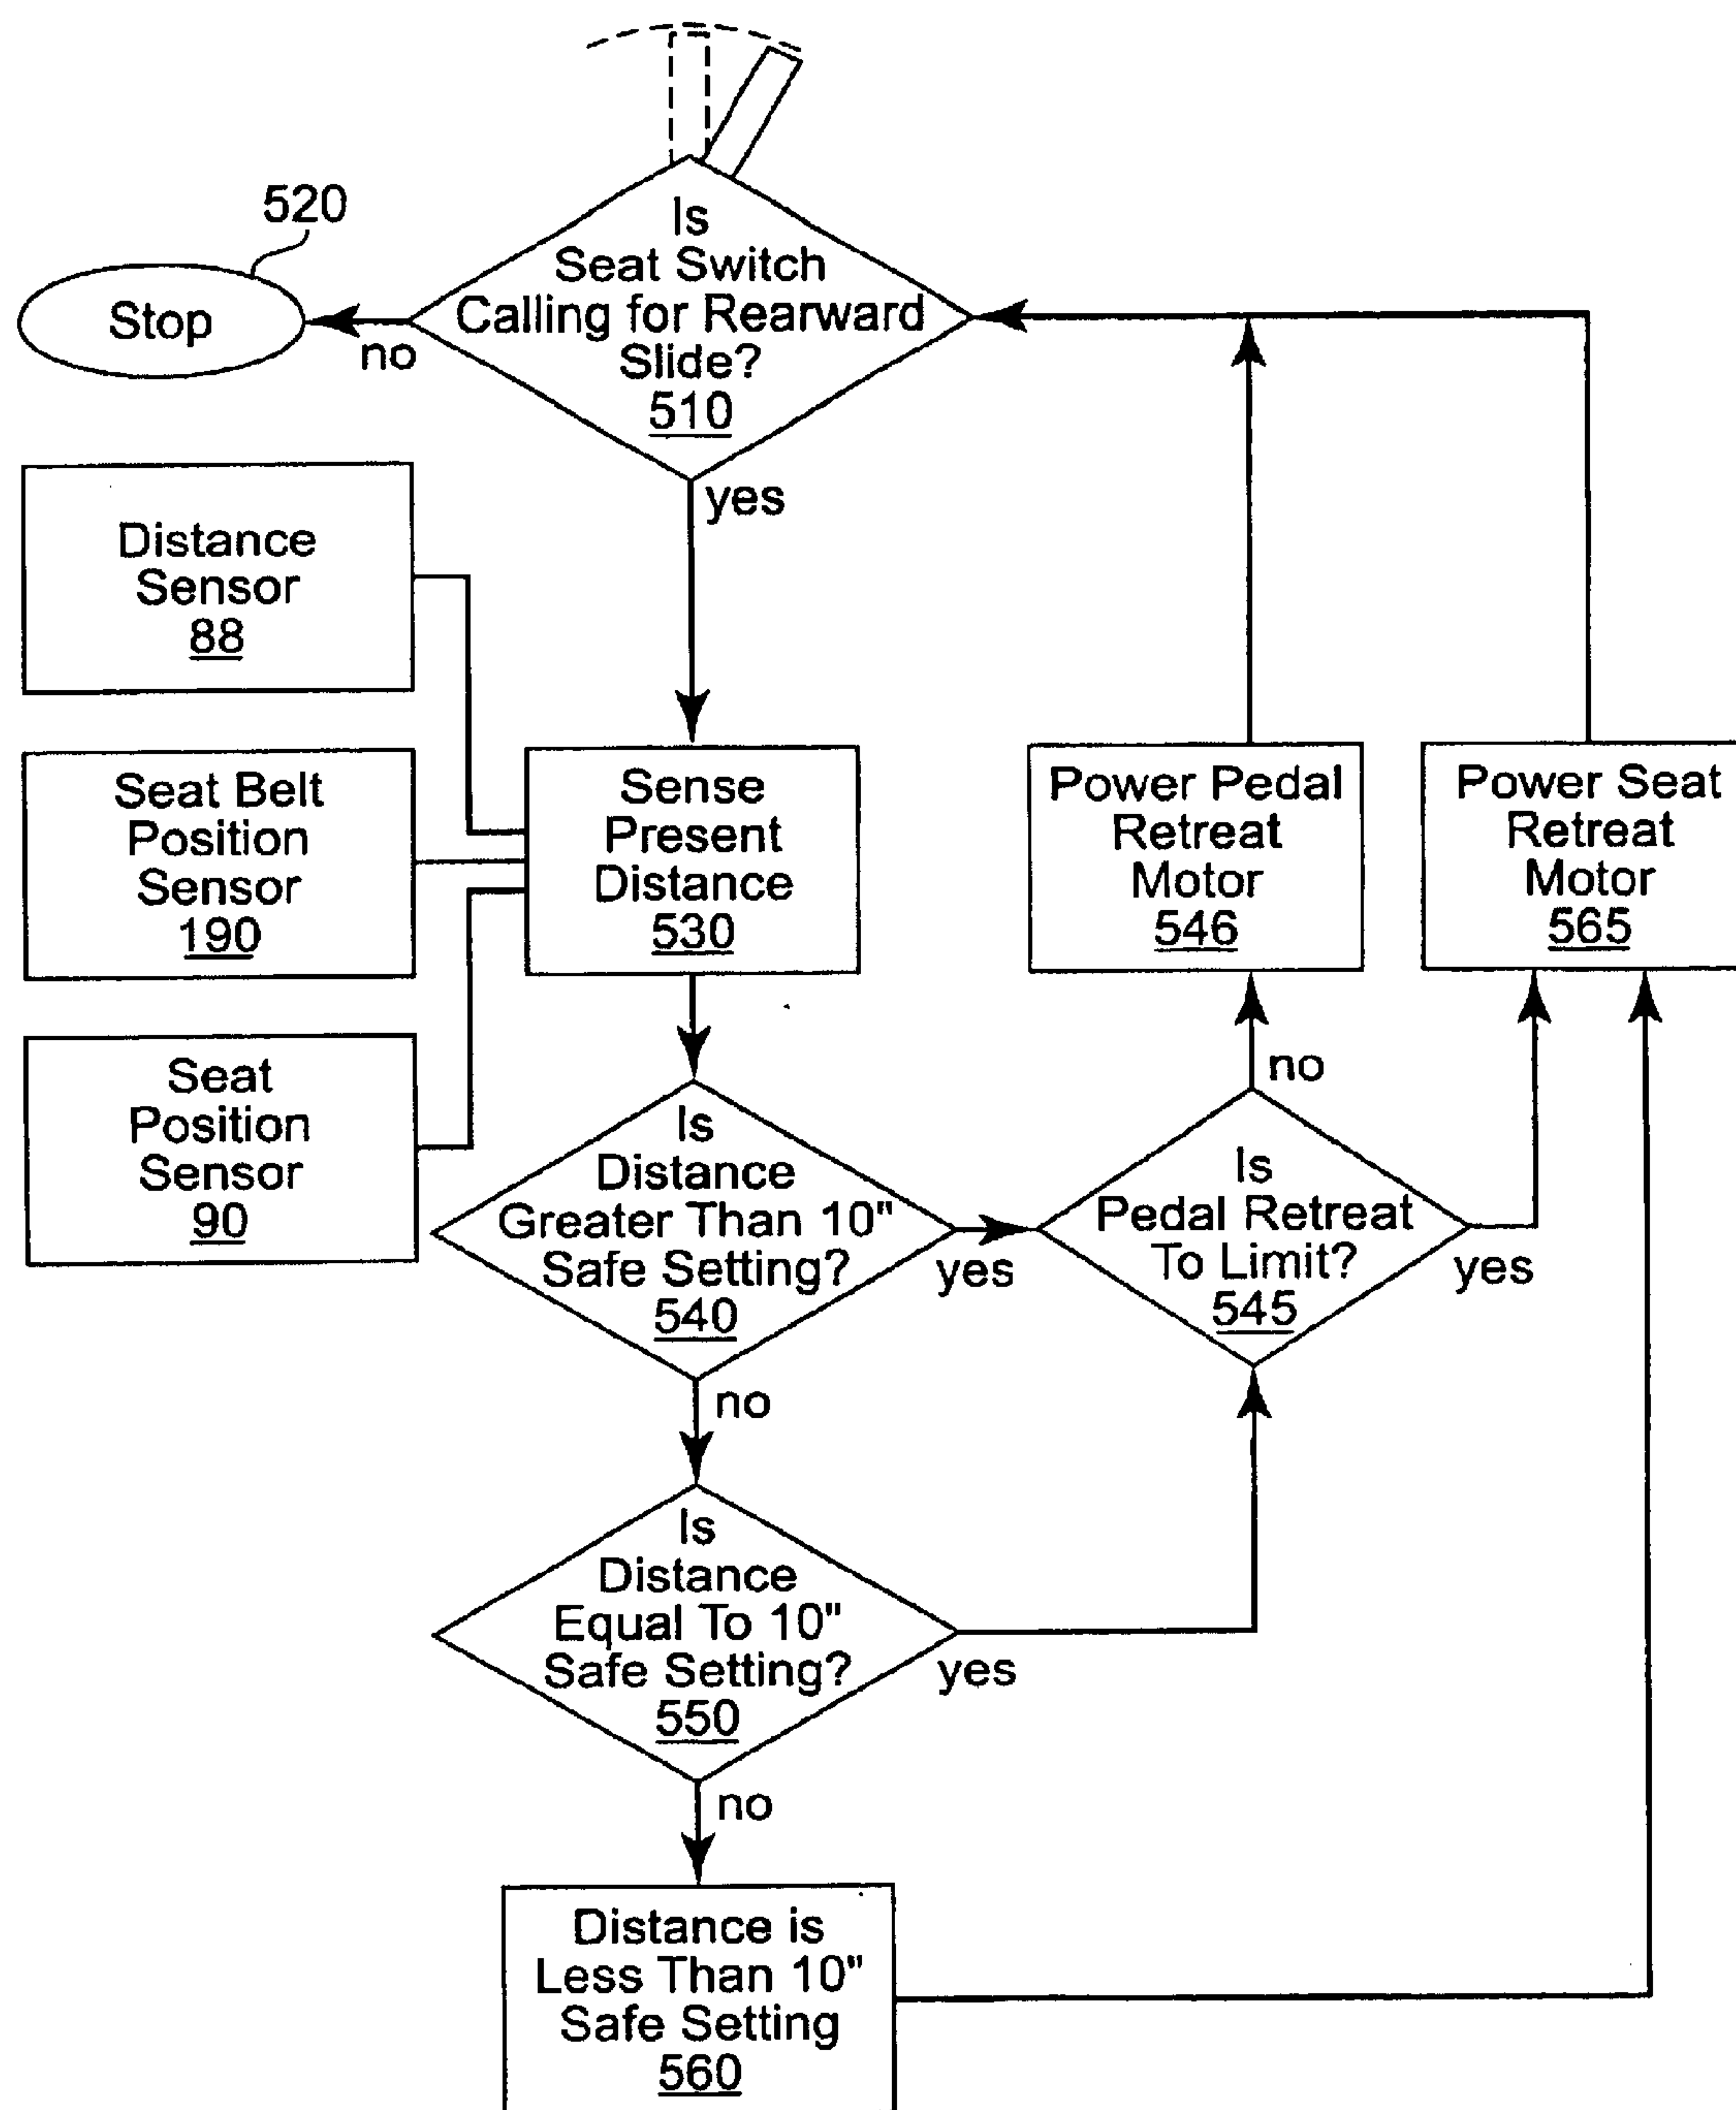 520
Stop
no
Is
Seat Switch
Calling for Rearward
Slide?
510
yes
Distance
Sensor
88
Seat Belt
Position
Sensor
190
Seat
Position
Sensor
90
Sense
Present
Distance
530
Power Pedal
Retreat
Motor
546
Power Seat
Retreat
Motor
565
Is
Distance
Greater Than 10"
Safe Setting?
540
yes
no
Is
Pedal Retreat
To Limit?
545
no
yes
Is
Distance
Equal To 10"
Safe Setting?
550
yes
no
Distance is
Less Than 10"
Safe Setting
560